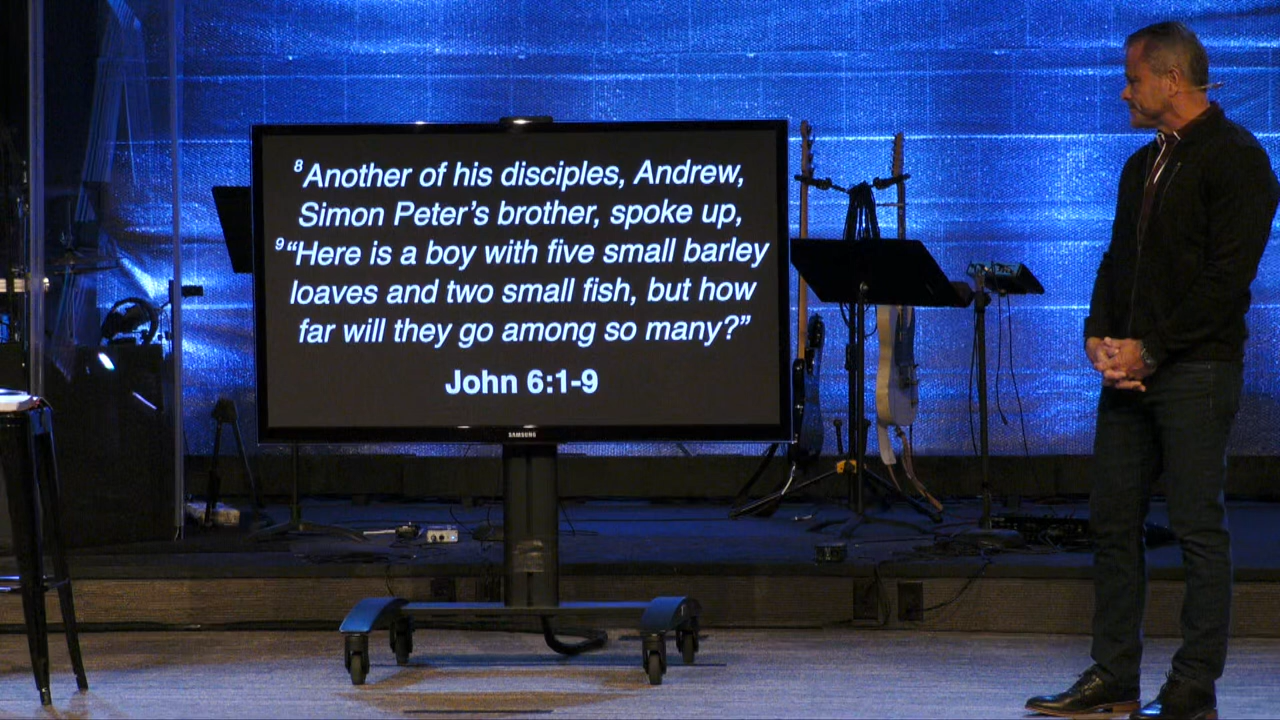 ⁸Another of his disciples, Andrew,
Simon Peter’s brother, spoke up,
⁹“Here is a boy with five small barley
loaves and two small fish, but how
far will they go among so many?”
John 6:1-9
SAMSUNG